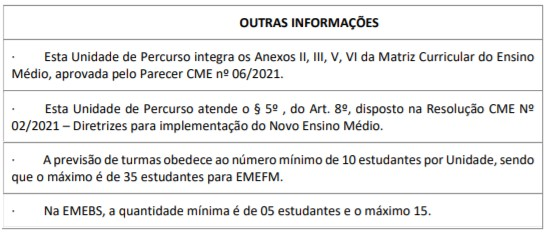 OUTRAS INFORMAÇÕES
· Esta Unidade de Percurso integra os Anexos II, III, V, VI da Matriz Curricular do Ensino
Médio, aprovada pelo Parecer CME nº 06/2021.
· Esta Unidade de Percurso atende o § 5º , do Art. 8º, disposto na Resolução CME Nº
02/2021 – Diretrizes para implementação do Novo Ensino Médio.
· A previsão de turmas obedece ao número mínimo de 10 estudantes por Unidade, sendo
que o máximo é de 35 estudantes para EMEFM.
· Na EMEBS, a quantidade mínima é de 05 estudantes e o máximo 15.